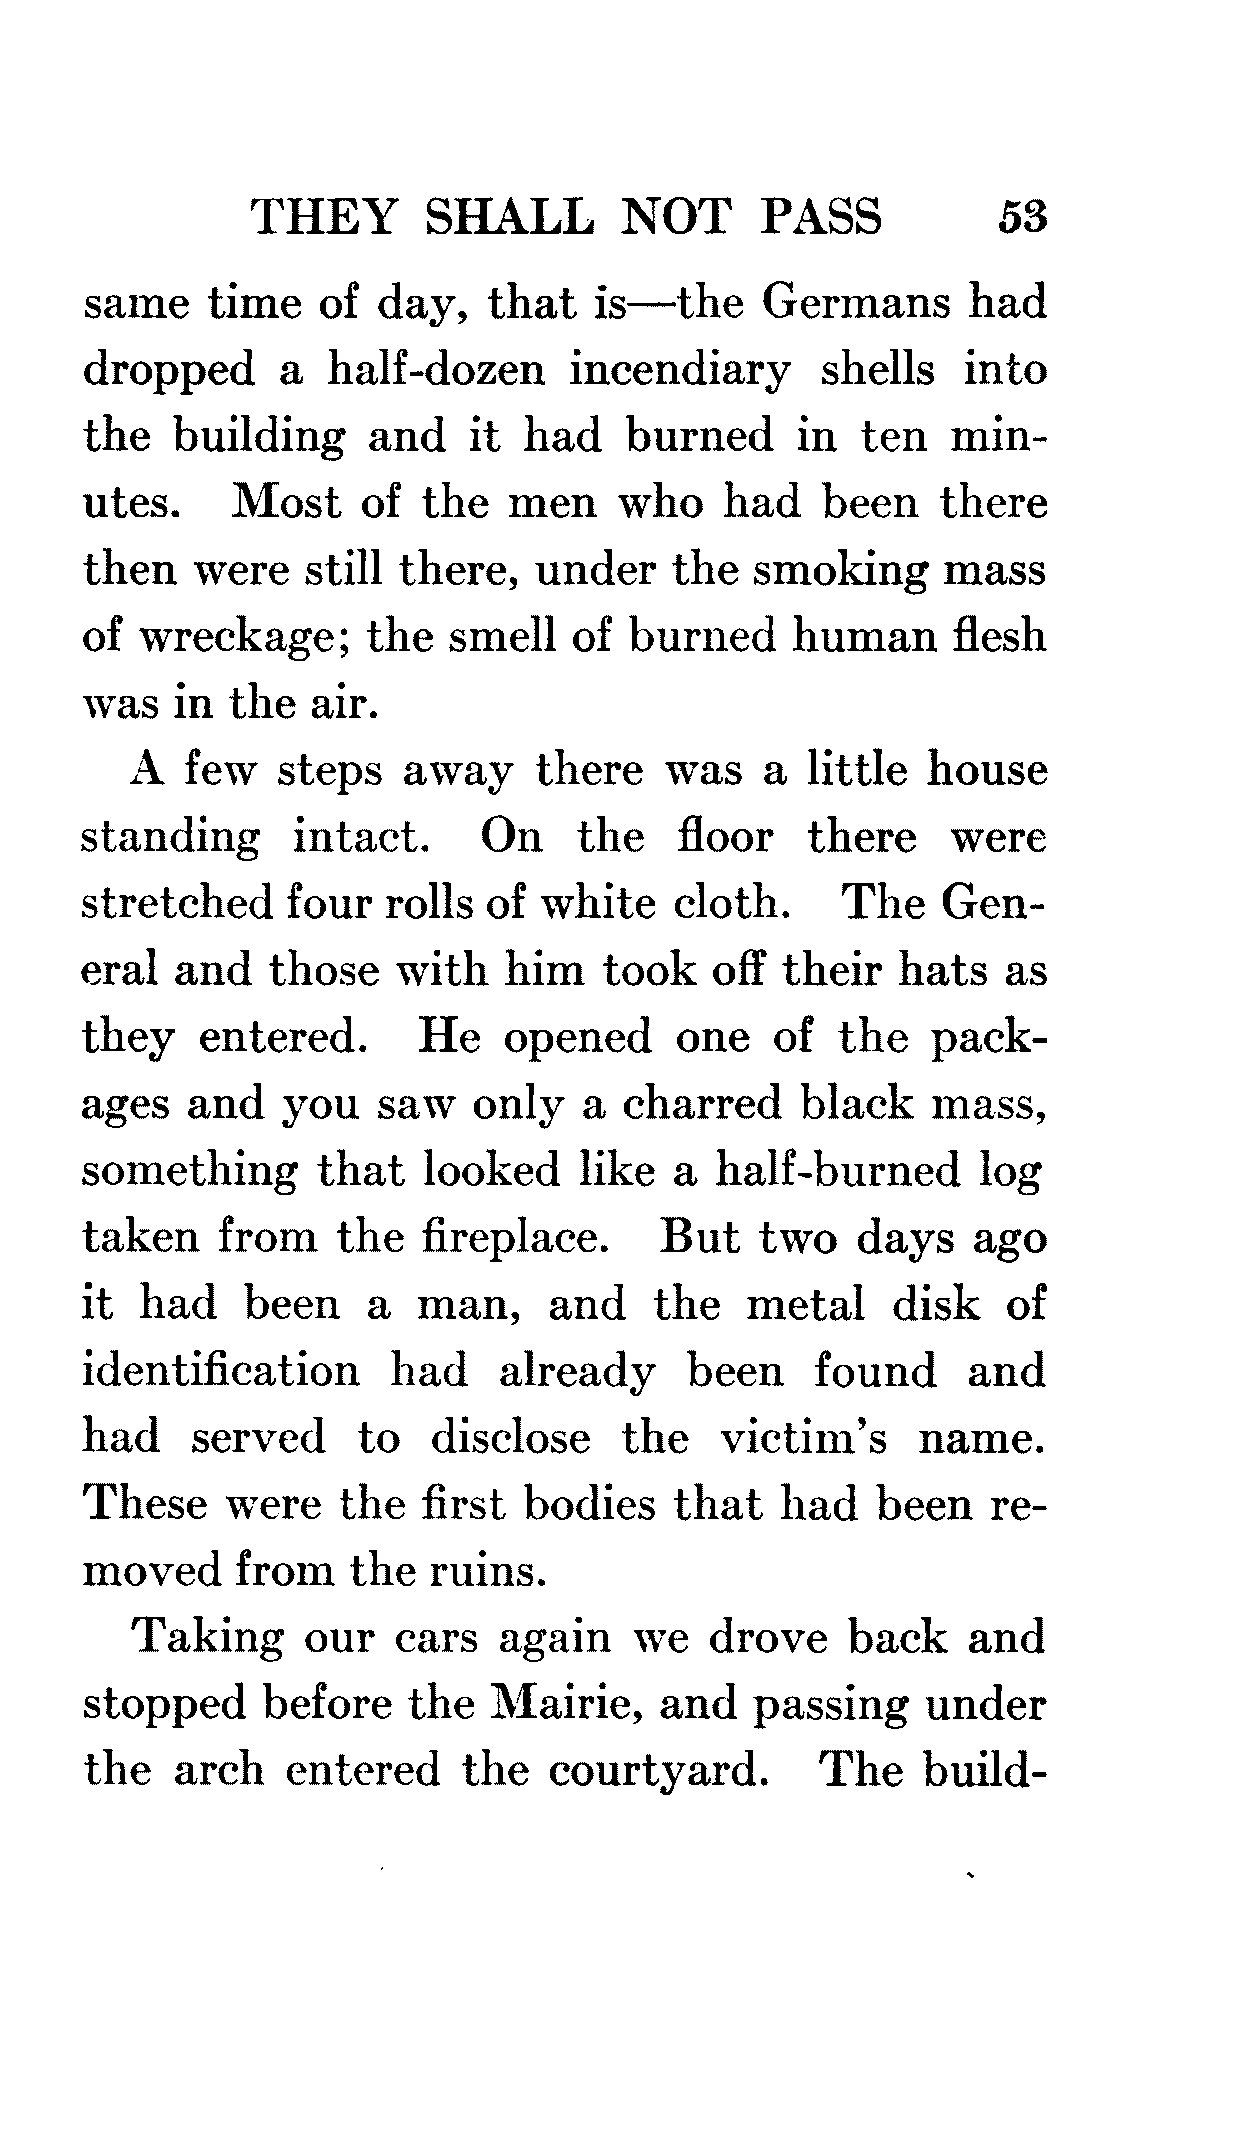 THEY SHALL NOT PASS 53
same time of day, that is—the Germans had
dropped a half-dozen incendiary shells into
the building and it had burned in ten min-
utes. Most of the men who had been there
then were still there, under the smoking mass
of wreckage; the smell of burned human flesh
was in the air.
A few steps away there was a little house
standing intact. On the floor there were
stretched four rolls of white cloth. The Gen-
eral and those with him took off their hats as
they entered. He opened one of the pack-
ages and you saw only a charred black mass,
something that looked like a half-burned log
taken from the fireplace. But two days ago
it had been a man, and the metal disk of
identification had already been found and
had served to disclose the victim's name.
These were the first bodies that had been re-
moved from the ruins.
Taking our cars again we drove back and
stopped before the Mairie, and passing under
the arch entered the courtyard. The build-